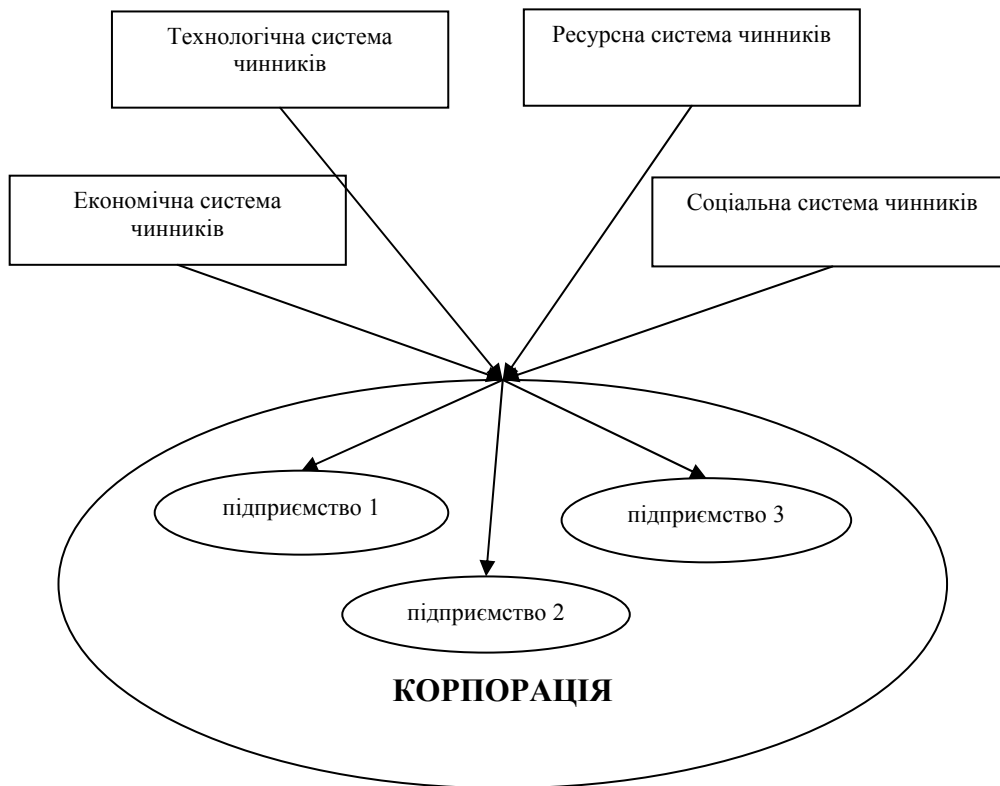 Технологічна система
чинників
Ресурсна система чинників
Економічна система
чинників
Соціальна система чинників
підприємство 1
підприємство 3
підприємство 2
КОРПОРАЦІЯ